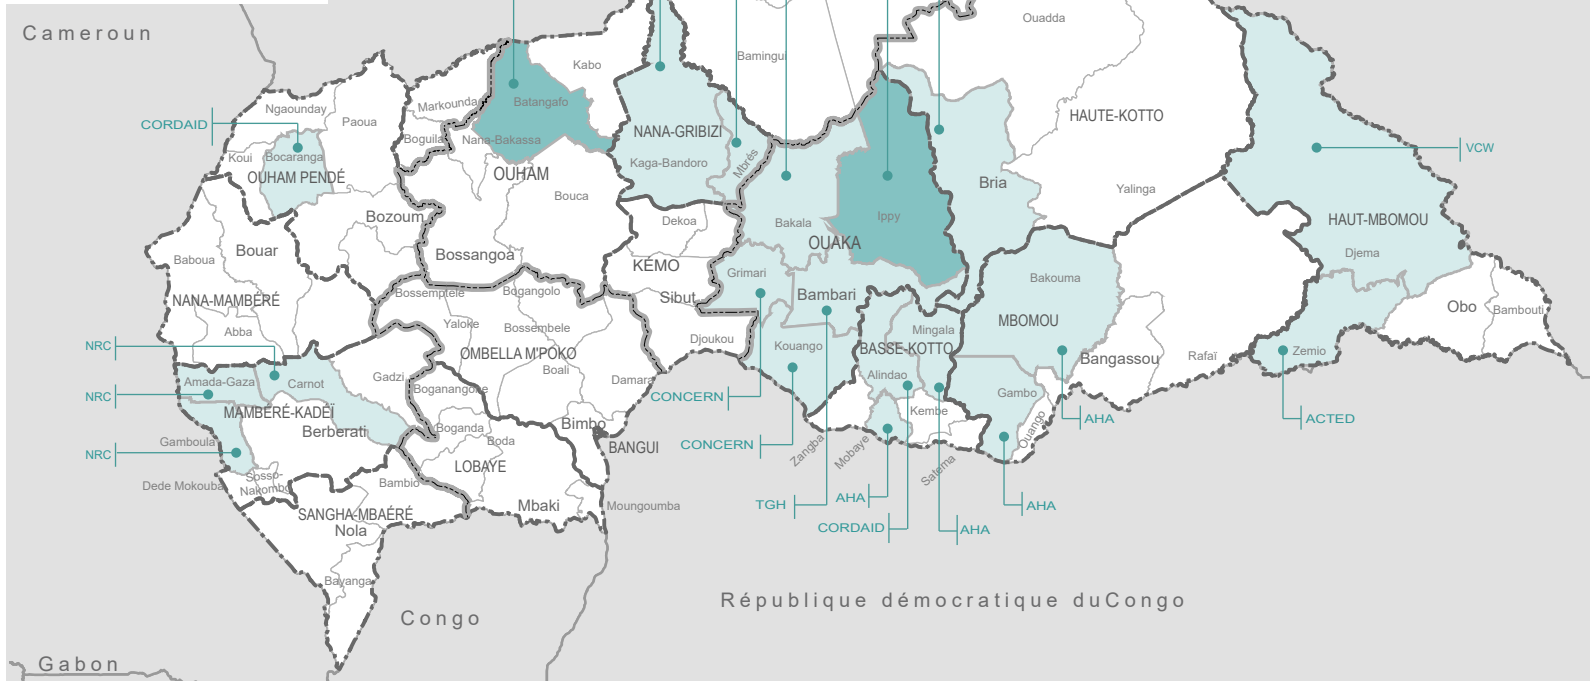 Cameroun
Ouadda
Bamingui
Kabo
Ngaounday
Markounda
Batangafo
Paoua
HAUTE-KOTTO
CORDAID
Boguila
Nana-Bakassa
NANA-GRIBIZI
Koui
Bocaranga
Kaga-Bandoro
Mbrés
VCW
OUHAM PENDÉ
OUHAM
Bouca
Bria
Yalinga
Bozoum
Dekoa
Bakala
Ippy
HAUT-MBOMOU
Bouar
Bossangoa
OUAKA
Djema
Baboua
KÉMO
Grimari
Bakouma
NANA-MAMBÉRÉ
Bossemptele
Bogangolo
Sibut
Bambari
Obo
Bambouti
Abba
Yaloke
Bossembele
MBOMOU
Mingala
Djoukou
Kouango
BASSE-KOTTO
NRC
OMBELLA M'POKO
Bangassou
Rafaï
Zemio
Boali
Amada-Gaza
Carnot
Gadzi
Damara
Alindao
NRC
Boganangone
CONCERN
Gambo
MAMBÉRÉ-KADÉÏ
Kembe
AHA
ACTED
Berberati
Boganda
Bimbo
Ouango
Gamboula
Boda
BANGUI
CONCERN
Zangba
Mobaye
NRC
LOBAYE
Satema
Sosso-
Nakombo
Dede Mokouba
Bambio
AHA
SANGHA-MBAÉRÉ
Mbaki
Moungoumba
TGH
AHA
Nola
CORDAID
AHA
Bayanga
République démocratique duCongo
Congo
Gabon